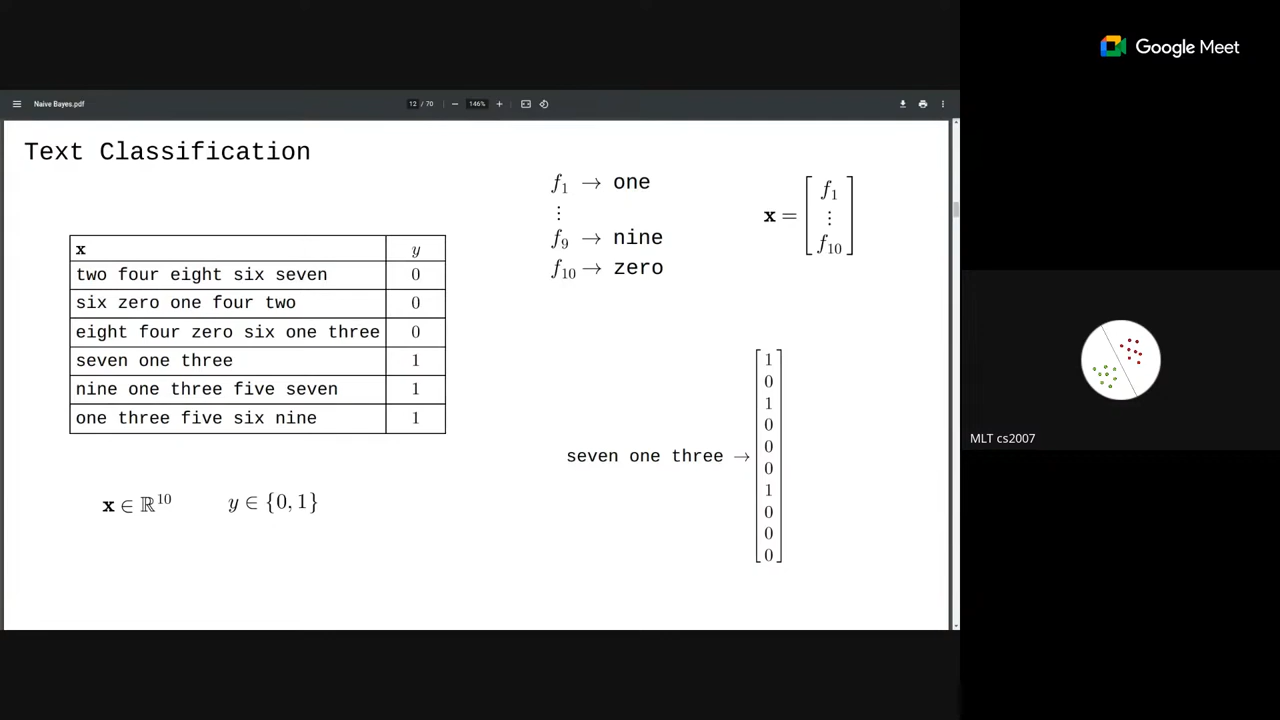 Google Meet
Naive Bayes.pdf
12 / 70
146%
Text Classification
f1 → one
⋮
f9 → nine
f10 → zero
x = [f1 ⋮ f10]
x y
two four eight six seven 0
six zero one four two 0
eight four zero six one three 0
seven one three 1
nine one three five seven 1
one three five six nine 1
x ∈ ℝ¹⁰ y ∈ {0, 1}
seven one three →
1
0
1
0
0
0
1
0
0
0
MLT cs2007